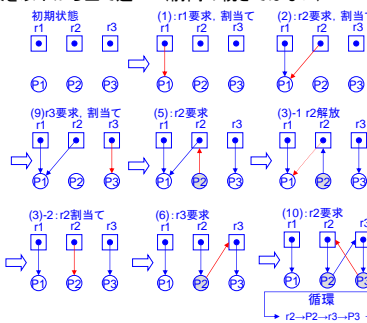 初期状態
(1):r1要求, 割当て
(2):r2要求, 割当
r1 r2 r3
r1 r2 r3
r1 r2 r3
P1 P2 P3
P1 P2 P3
P1 P2 P3
(9)r3要求, 割当て
(5):r2要求
(3)-1 r2解放
r1 r2 r3
r1 r2 r3
r1 r2 r3
P1 P2 P3
P1 P2 P3
P1 P2 P3
(3)-2:r2割当て
(6):r3要求
(10):r2要求
r1 r2 r3
r1 r2 r3
r1 r2 r3
P1 P2 P3
P1 P2 P3
P1 P2 P3
循環
r2→P2→r3→P3